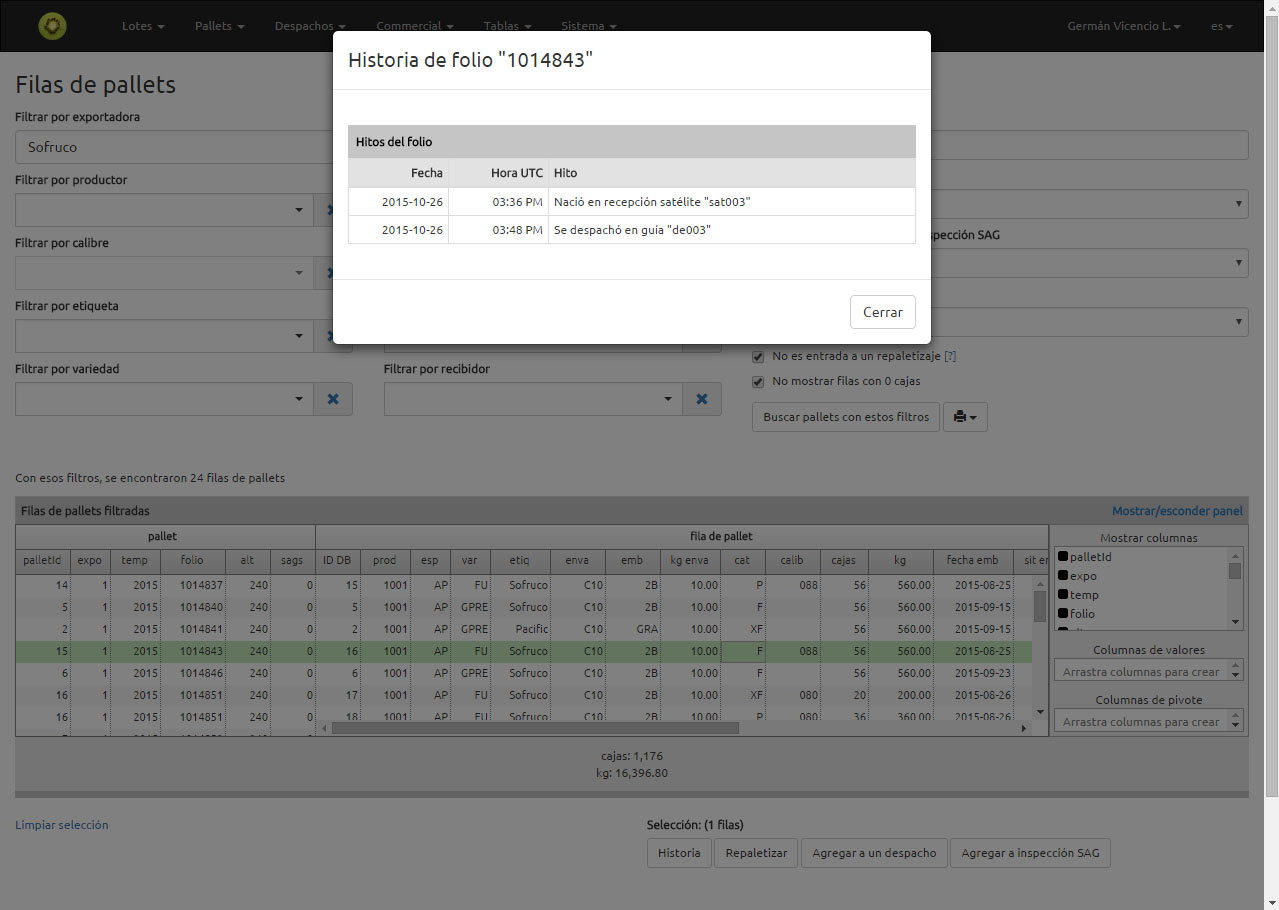 Lotes Pallets Despachos Commercial Tablas Sistema Germán Vicencio L. es
Historia de folio "1014843"
Hitos del folio
Fecha Hora UTC Hito
2015-10-26 03:36 PM Nació en recepción satélite "sat003"
2015-10-26 03:48 PM Se despachó en guía "de003"
Cerrar
Filas de pallets
Filtrar por exportadora
Sofruco
Filtrar por productor
Filtrar por calibre
pección SAG
Filtrar por etiqueta
Filtrar por variedad
Filtrar por recibidor
No es entrada a un repaletizaje [?]
No mostrar filas con 0 cajas
Buscar pallets con estos filtros
Con esos filtros, se encontraron 24 filas de pallets
Filas de pallets filtradas Mostrar/esconder panel
pallet fila de pallet
palletId expo temp folio alt sags ID DB prod esp var etiq enva emb kg enva cat calib cajas kg fecha emb sit en
14 1 2015 1014837 240 0 15 1001 AP FU Sofruco C10 2B 10.00 P 088 56 560.00 2015-08-25
5 1 2015 1014840 240 0 5 1001 AP GPRE Sofruco C10 2B 10.00 F 56 560.00 2015-09-15
2 1 2015 1014841 240 0 2 1001 AP GPRE Pacific C10 GRA 10.00 XF 56 560.00 2015-09-15
15 1 2015 1014843 240 0 16 1001 AP FU Sofruco C10 2B 10.00 F 088 56 560.00 2015-08-25
6 1 2015 1014846 240 0 6 1001 AP GPRE Sofruco C10 2B 10.00 F 56 560.00 2015-09-23
16 1 2015 1014851 240 0 17 1001 AP FU Sofruco C10 2B 10.00 XF 080 20 200.00 2015-08-26
16 1 2015 1014851 240 0 18 1001 AP FU Sofruco C10 2B 10.00 P 080 36 360.00 2015-08-26
Mostrar columnas
palletId
expo
temp
folio
Columnas de valores
Arrastra columnas para crear
Columnas de pivote
Arrastra columnas para crear
cajas: 1,176
kg: 16,396.80
Limpiar selección
Selección: (1 filas)
Historia Repaletizar Agregar a un despacho Agregar a inspección SAG